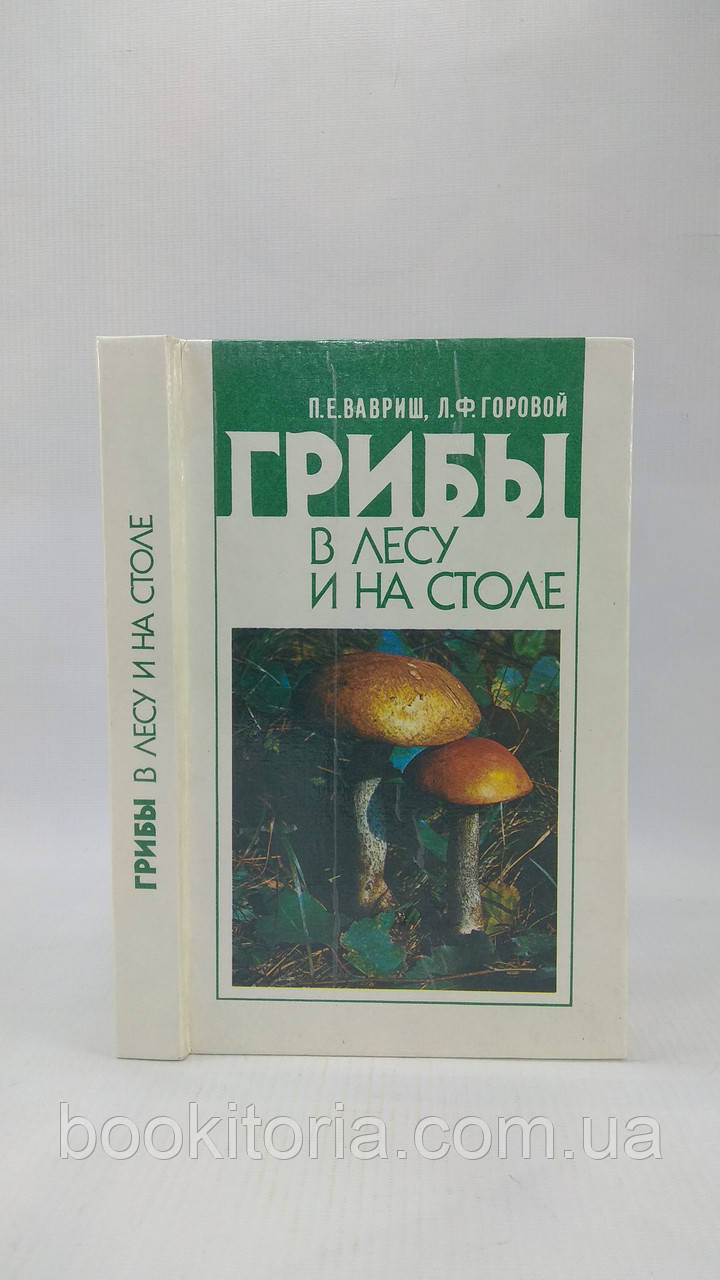 ГРИБЫ В ЛЕСУ И НА СТОЛЕ
П.Е.ВАВРИШ, Л.Ф.ГОРОВОЙ
ГРИБЫ
В ЛЕСУ
И НА СТОЛЕ
bookitoria.com.ua